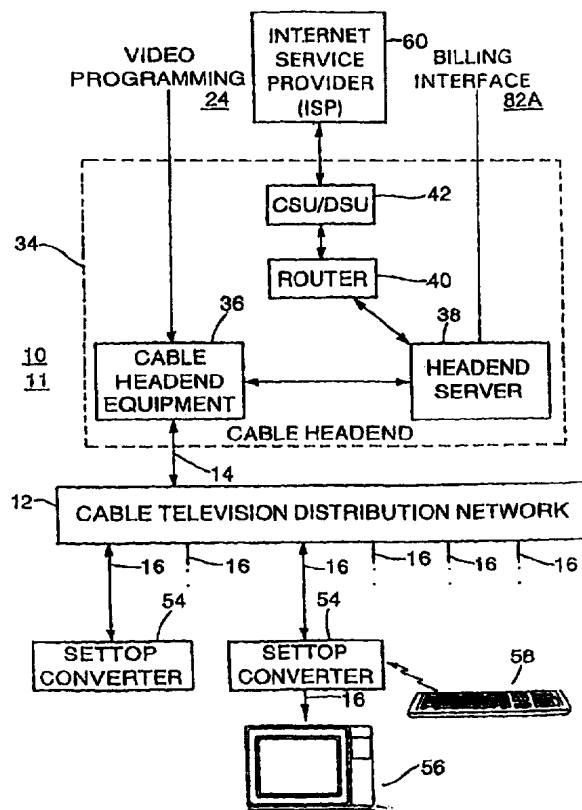 INTERNET
SERVICE
PROVIDER
(ISP)
60
VIDEO
PROGRAMMING
24
BILLING
INTERFACE
82A
CSU/DSU
42
34
ROUTER
40
36
38
10
11
CABLE
HEADEND
EQUIPMENT
HEADEND
SERVER
CABLE HEADEND
14
12
CABLE TELEVISION DISTRIBUTION NETWORK
16
16
16
16
16
16
54
54
SETTOP
CONVERTER
SETTOP
CONVERTER
58
16
56